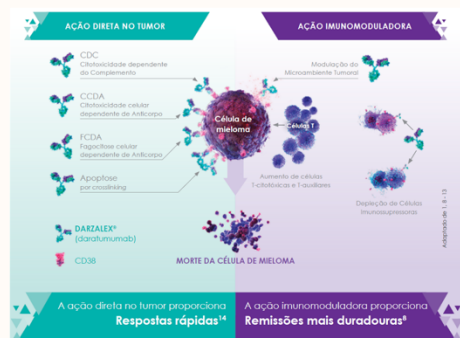 AÇÃO DIRETA NO TUMOR
AÇÃO IMUNOMODULADORA
CDC
Citotoxicidade dependente
do Complemento
CCDA
Citotoxicidade celular
dependente de Anticorpo
FCDA
Fagocitose celular
dependente de Anticorpo
Apoptose
por crosslinking
DARZALEX®
(daratumumab)
CD38
Célula de
mieloma
Células T
Modulação do
Microambiente Tumoral
Aumento de células
T-citotóxicas e T-auxiliares
Depleção de Células
Imunossupressoras
MORTE DA CÉLULA DE MIELOMA
Adaptado de 1, 8 - 13
A ação direta no tumor proporciona
Respostas rápidas14
A ação imunomoduladora proporciona
Remissões mais duradouras8